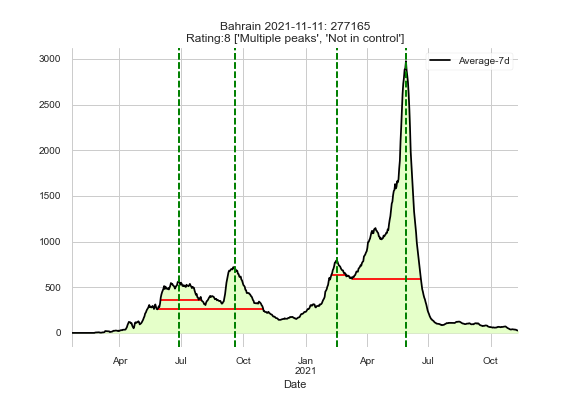 Bahrain 2021-11-11: 277165
Rating:8 ['Multiple peaks', 'Not in control']
Average-7d
3000
2500
2000
1500
1000
500
0
Apr Jul Oct Jan Apr Jul Oct
2021
Date